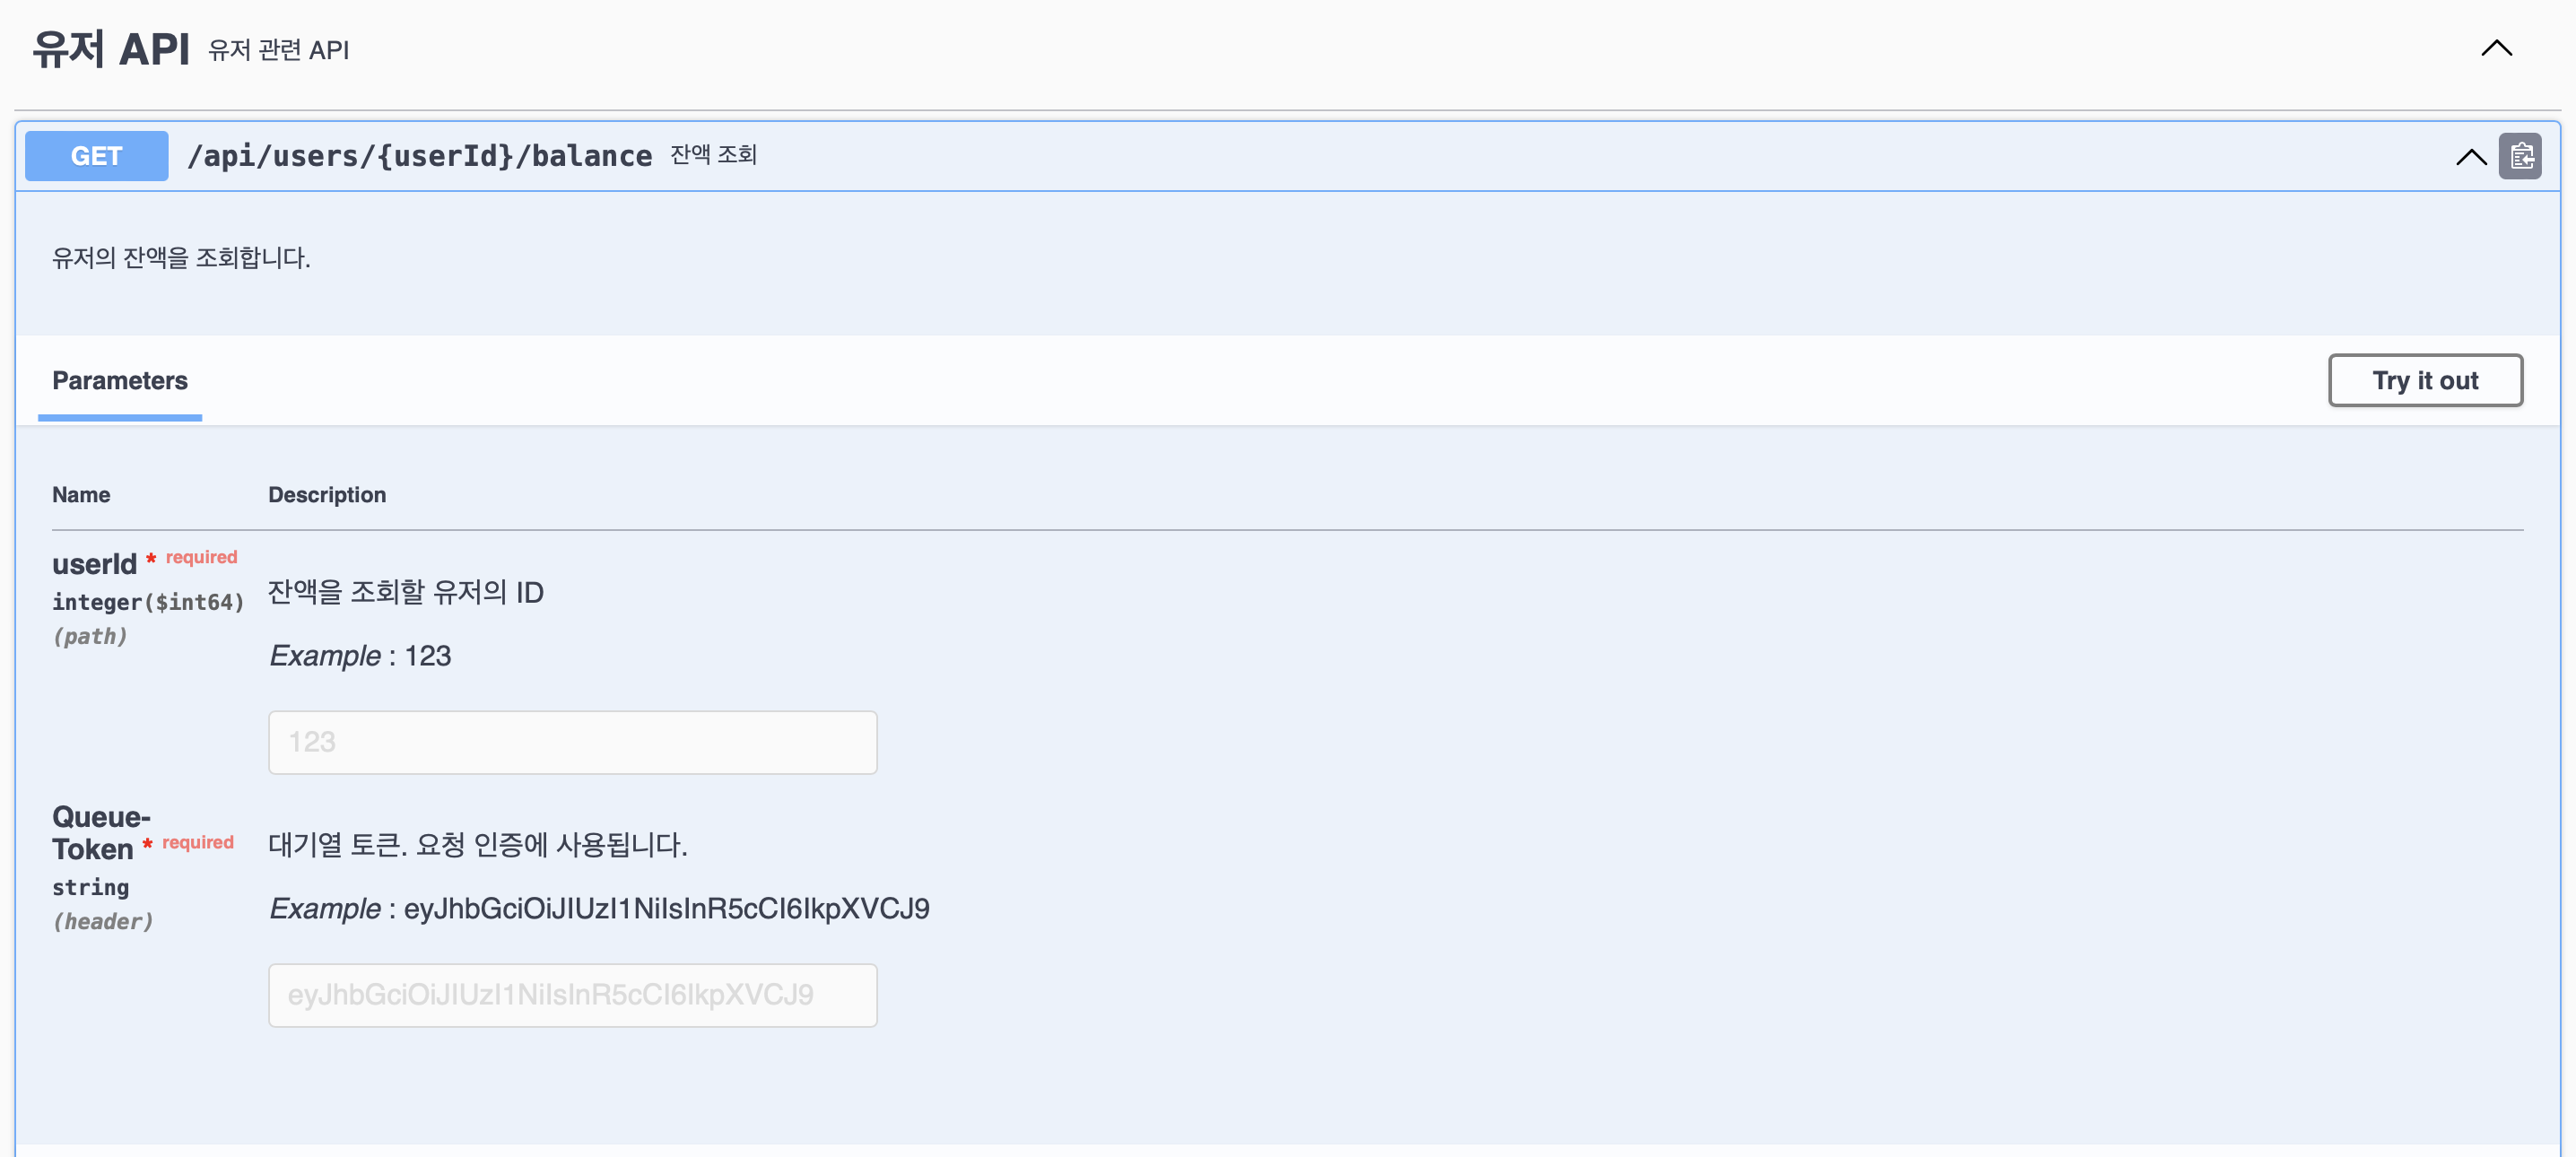 유저 API 유저 관련 API
GET /api/users/{userId}/balance 잔액 조회
유저의 잔액을 조회합니다.
Parameters
Try it out
Name Description
userId * required
integer($int64)
(path)
잔액을 조회할 유저의 ID
Example : 123
123
Queue-
Token * required
string
(header)
대기열 토큰. 요청 인증에 사용됩니다.
Example : eyJhbGciOiJIUzI1NiIsInR5cCI6IkpXVCJ9
eyJhbGciOiJIUzI1NiIsInR5cCI6IkpXVCJ9